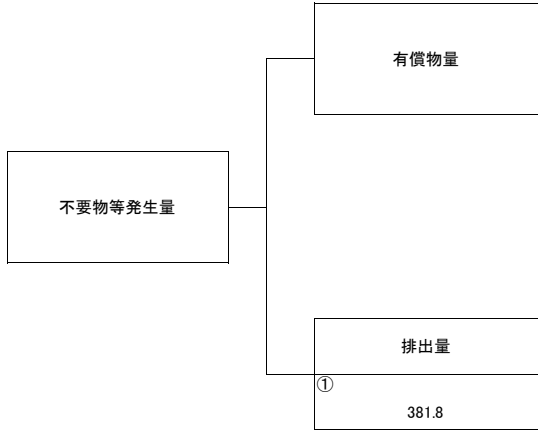 有償物量
不要物等発生量
排出量
①
381.8